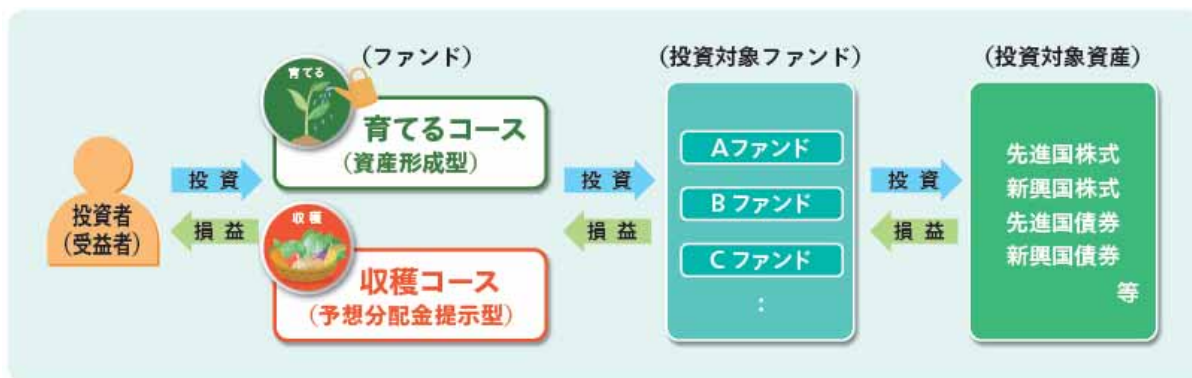 (ファンド)
(投資対象ファンド)
(投資対象資産)
育てる
育てるコース
(資産形成型)
収穫
収穫コース
(予想分配金提示型)
投資者
(受益者)
投資
損益
投資
損益
Aファンド
Bファンド
Cファンド
:
投資
損益
先進国株式
新興国株式
先進国債券
新興国債券
等